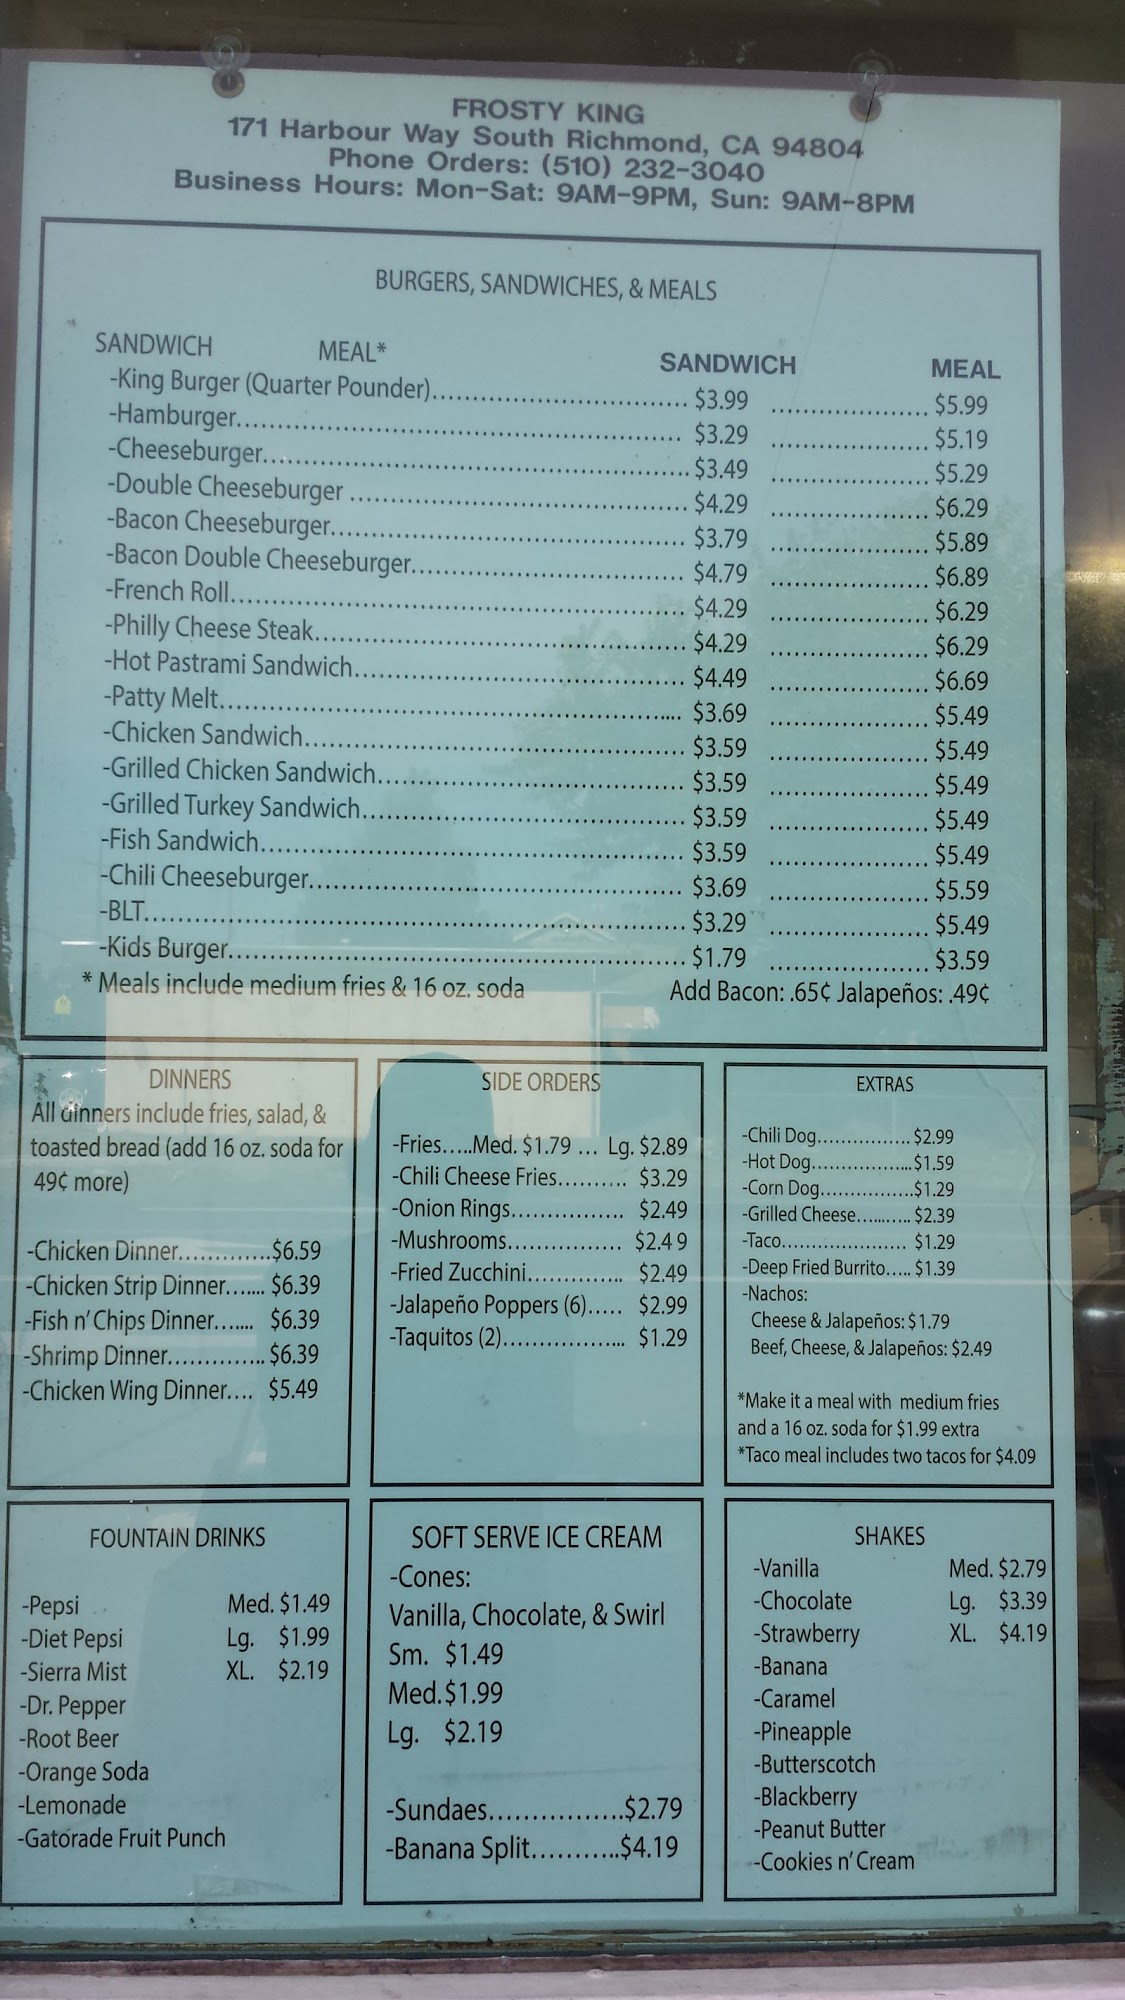 FROSTY KING
171 Harbour Way South Richmond, CA 94804
Phone Orders: (510) 232-3040
Business Hours: Mon-Sat: 9AM-9PM, Sun: 9AM-8PM
BURGERS, SANDWICHES, & MEALS
SANDWICH MEAL* SANDWICH MEAL
-King Burger (Quarter Pounder) $3.99 $5.99
-Hamburger $3.29 $5.19
-Cheeseburger $3.49 $5.29
-Double Cheeseburger $4.29 $6.29
-Bacon Cheeseburger $3.79 $5.89
-Bacon Double Cheeseburger $4.79 $6.89
-French Roll $4.29 $6.29
-Philly Cheese Steak $4.29 $6.29
-Hot Pastrami Sandwich $4.49 $6.69
-Patty Melt $3.69 $5.49
-Chicken Sandwich $3.59 $5.49
-Grilled Chicken Sandwich $3.59 $5.49
-Grilled Turkey Sandwich $3.59 $5.49
-Fish Sandwich $3.59 $5.49
-Chili Cheeseburger $3.69 $5.59
-BLT $3.29 $5.49
-Kids Burger $1.79 $3.59
* Meals include medium fries & 16 oz. soda Add Bacon: .65¢ Jalapeños: .49¢
DINNERS
All dinners include fries, salad, &
toasted bread (add 16 oz. soda for
49¢ more)
-Chicken Dinner $6.59
-Chicken Strip Dinner $6.39
-Fish n' Chips Dinner $6.39
-Shrimp Dinner $6.39
-Chicken Wing Dinner $5.49
SIDE ORDERS
-Fries.....Med. $1.79 ... Lg. $2.89
-Chili Cheese Fries $3.29
-Onion Rings $2.49
-Mushrooms $2.49
-Fried Zucchini $2.49
-Jalapeño Poppers (6) $2.99
-Taquitos (2) $1.29
EXTRAS
-Chili Dog $2.99
-Hot Dog $1.59
-Corn Dog $1.29
-Grilled Cheese $2.39
-Taco $1.29
-Deep Fried Burrito $1.39
-Nachos:
Cheese & Jalapeños: $1.79
Beef, Cheese, & Jalapeños: $2.49
*Make it a meal with medium fries
and a 16 oz. soda for $1.99 extra
*Taco meal includes two tacos for $4.09
FOUNTAIN DRINKS
-Pepsi Med. $1.49
-Diet Pepsi Lg. $1.99
-Sierra Mist XL. $2.19
-Dr. Pepper
-Root Beer
-Orange Soda
-Lemonade
-Gatorade Fruit Punch
SOFT SERVE ICE CREAM
-Cones:
Vanilla, Chocolate, & Swirl
Sm. $1.49
Med. $1.99
Lg. $2.19
-Sundaes $2.79
-Banana Split $4.19
SHAKES
-Vanilla Med. $2.79
-Chocolate Lg. $3.39
-Strawberry XL. $4.19
-Banana
-Caramel
-Pineapple
-Butterscotch
-Blackberry
-Peanut Butter
-Cookies n' Cream